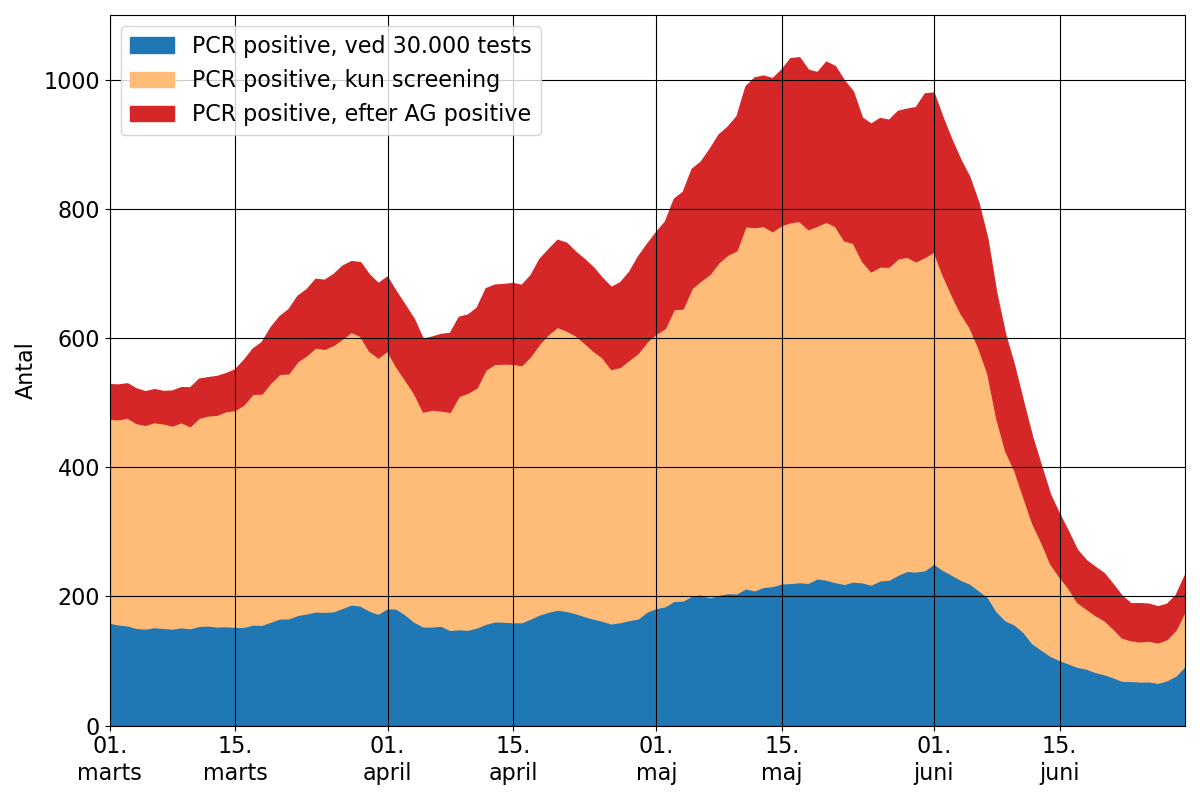 PCR positive, ved 30.000 tests
PCR positive, kun screening
PCR positive, efter AG positive
Antal
1000
800
600
400
200
0
01. marts
15. marts
01. april
15. april
01. maj
15. maj
01. juni
15. juni